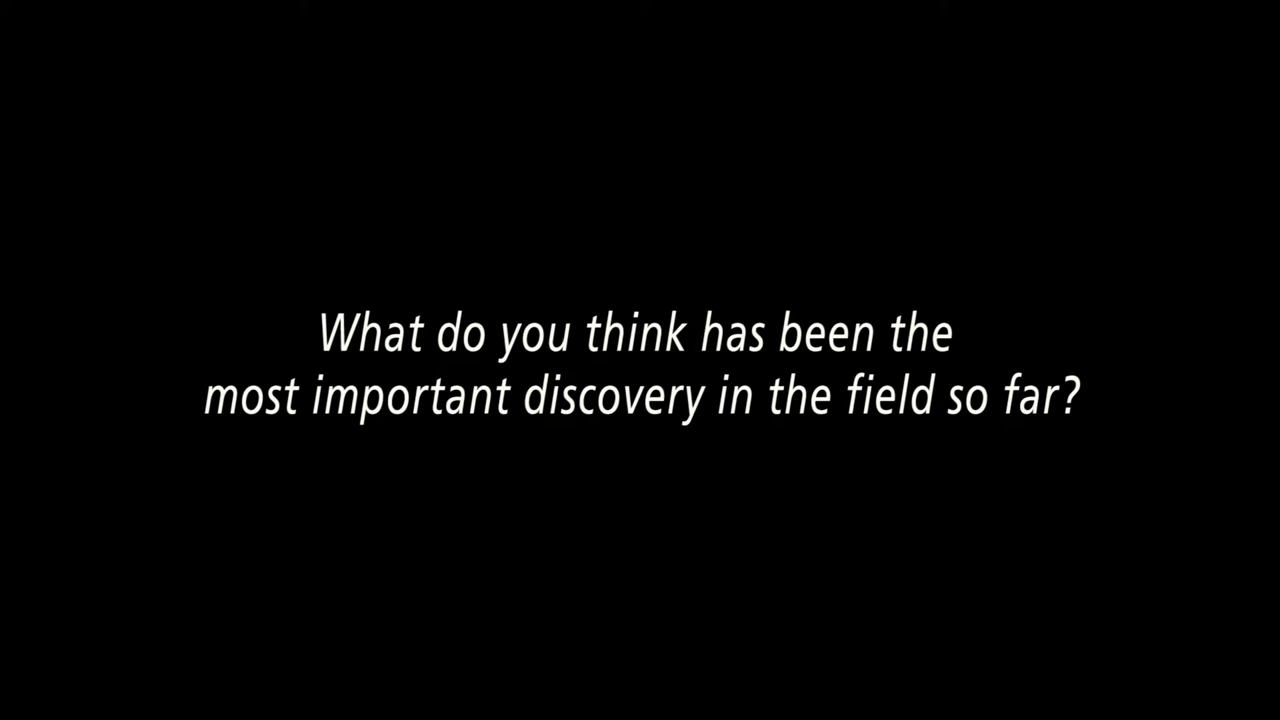 What do you think has been the
most important discovery in the field so far?